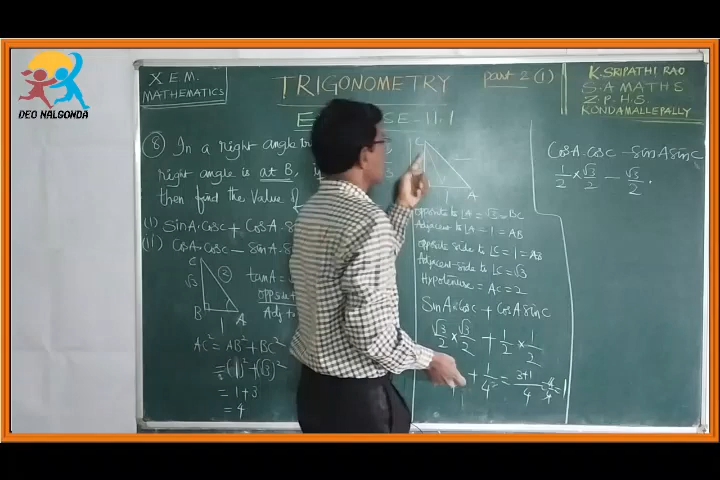 DEO NALGONDA
X EM
MATHEMATICS
TRIGONOMETRY
part 2 (1)
K. SRIPATHI RAO
S.A MATHS
Z.P.H.S
KONDAMALLEPALLY
E
11.1
8 In a right angle
right angle is at B,
then find the value of
(i) sinA.cosC + cosA.
(ii) cosA.cosC - sinA.
C
√3
2
B
1
A
tanA =
AC² = AB² + BC²
= (1)² + (√3)²
= 1+3
= 4
C
1
A
opposite to ∠A = √3 = BC
Adjacent to ∠A = 1 = AB
opposite side to ∠C = 1 = AB
Adjacent side to ∠C = √3
Hypotenuse = AC = 2
SinA cosC + CosA sinC
√3/2 × √3/2 + 1/2 × 1/2
+ 1/4 = 3+1/4 = 4/4 = 1
CosA.cosC - sinA sinC
1/2 × √3/2 - √3/2 .